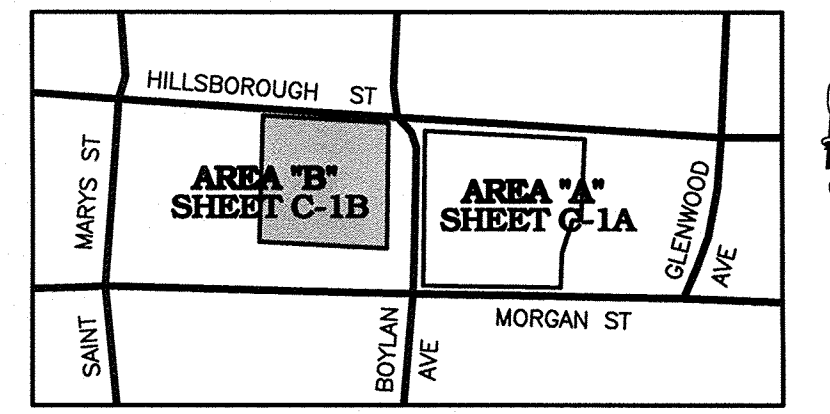 HILLSBOROUGH ST
SAINT MARYS ST
AREA "B"
SHEET C-1B
AREA "A"
SHEET C-1A
GLENWOOD AVE
BOYLAN AVE
MORGAN ST